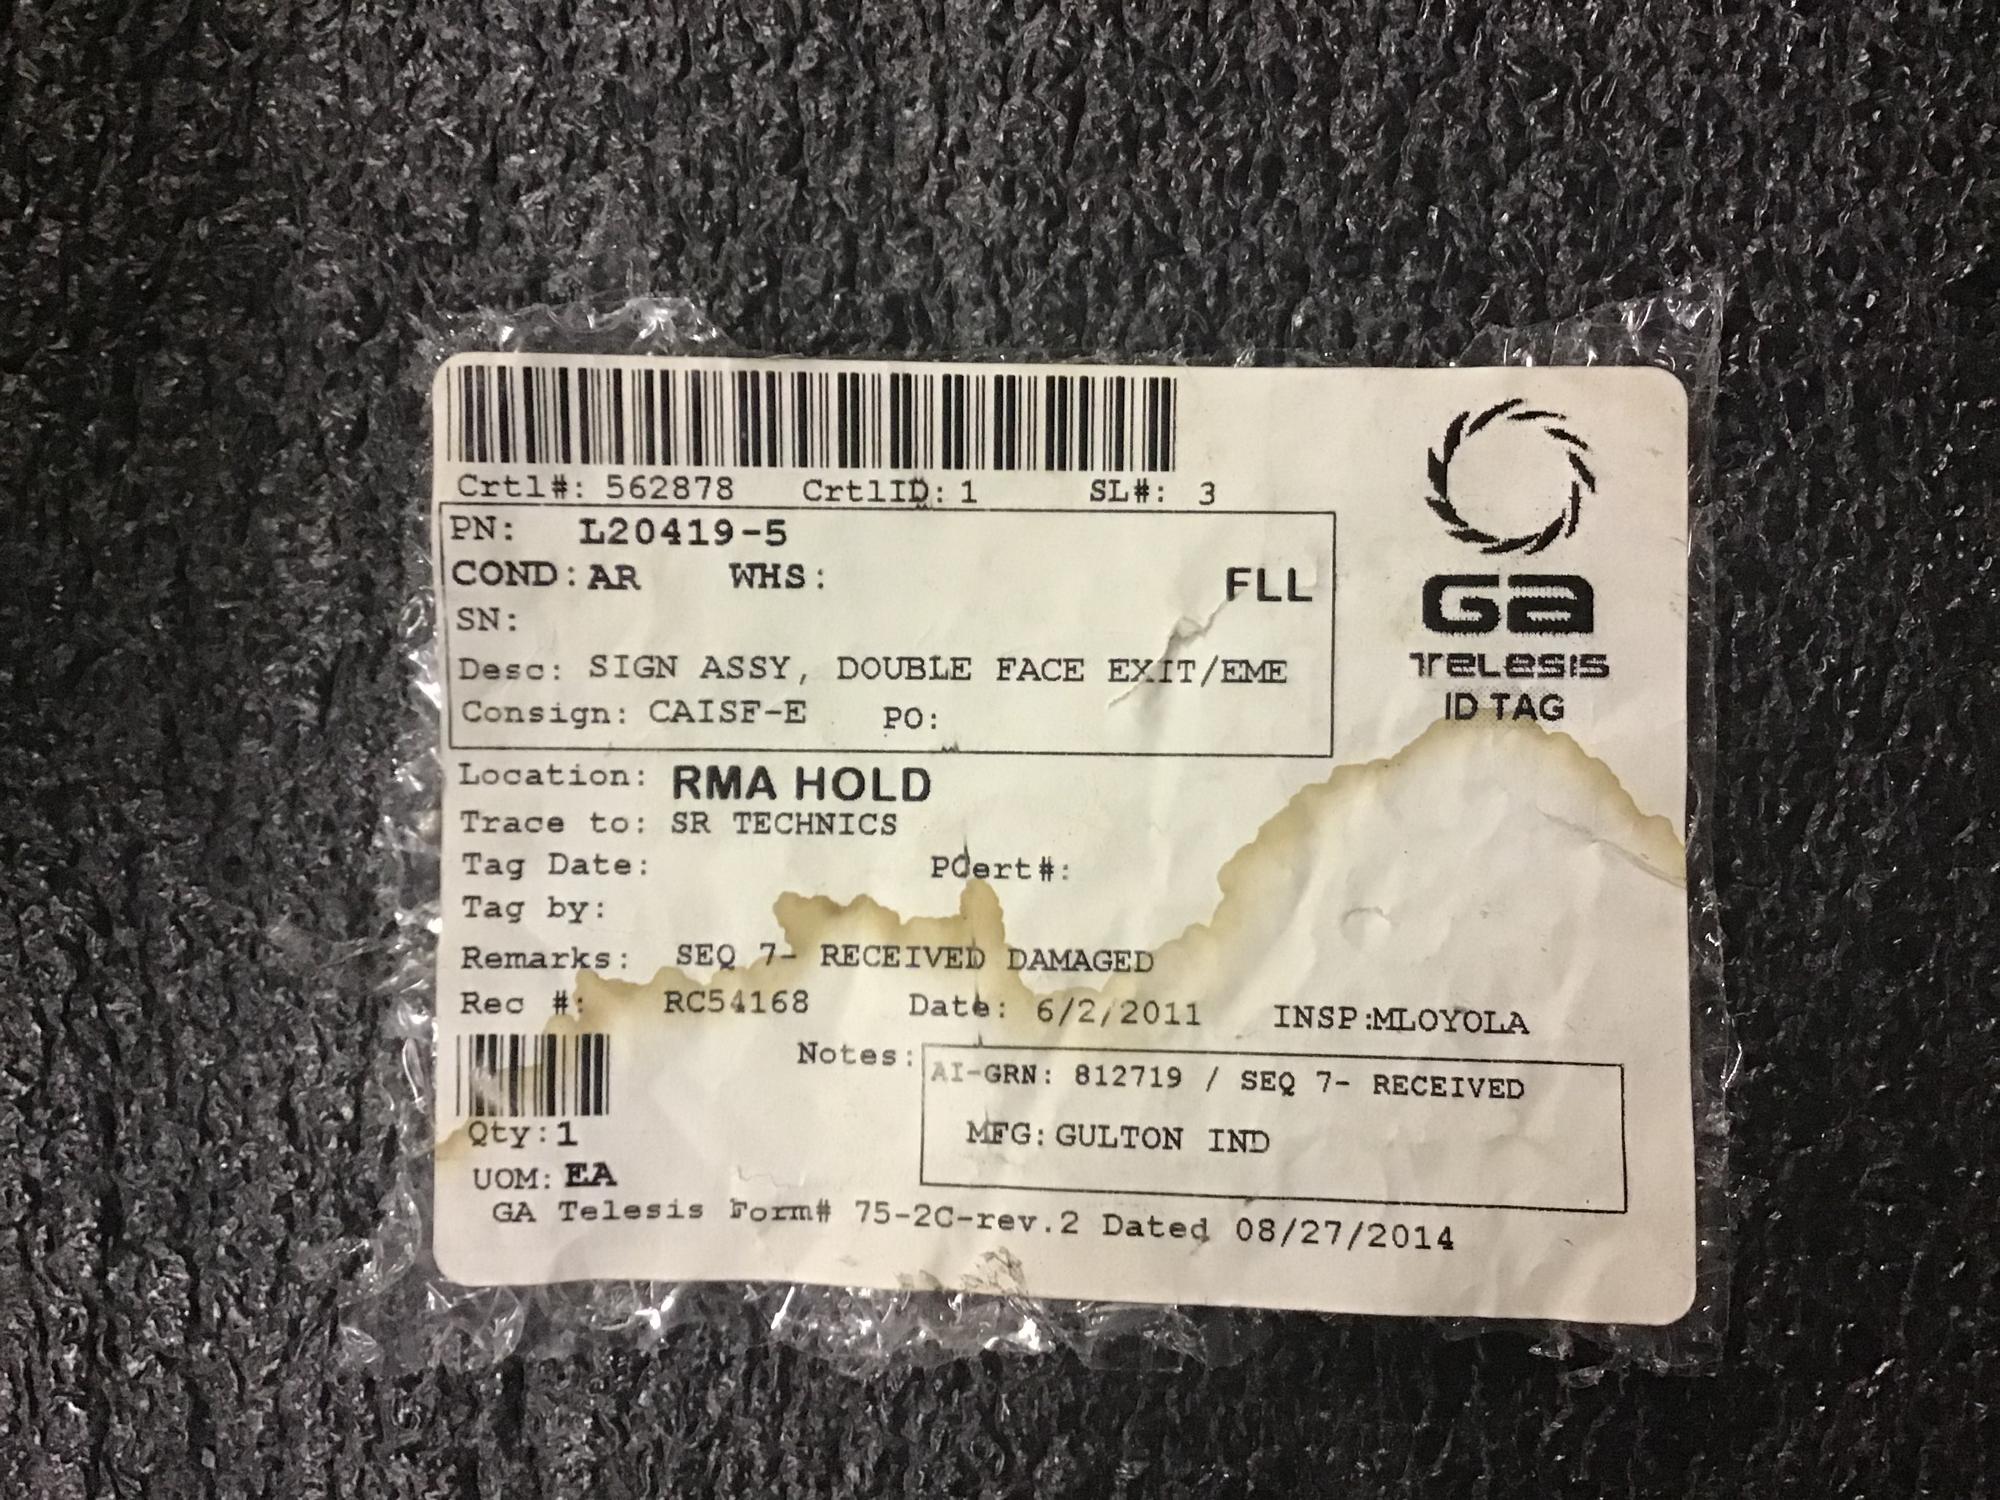 Crtl#: 562878 CrtlID: 1 SL#: 3
PN: L20419-5
COND: AR WHS: FLL
SN:
Desc: SIGN ASSY, DOUBLE FACE EXIT/EME
Consign: CAISF-E PO:
GA
TELESIS
ID TAG
Location: RMA HOLD
Trace to: SR TECHNICS
Tag Date: PCert#:
Tag by:
Remarks: SEQ 7- RECEIVED DAMAGED
Rec #: RC54168 Date: 6/2/2011 INSP:MLOYOLA
Notes: AI-GRN: 812719 / SEQ 7- RECEIVED
MFG: GULTON IND
Qty: 1
UOM: EA
GA Telesis Form# 75-2C-rev.2 Dated 08/27/2014